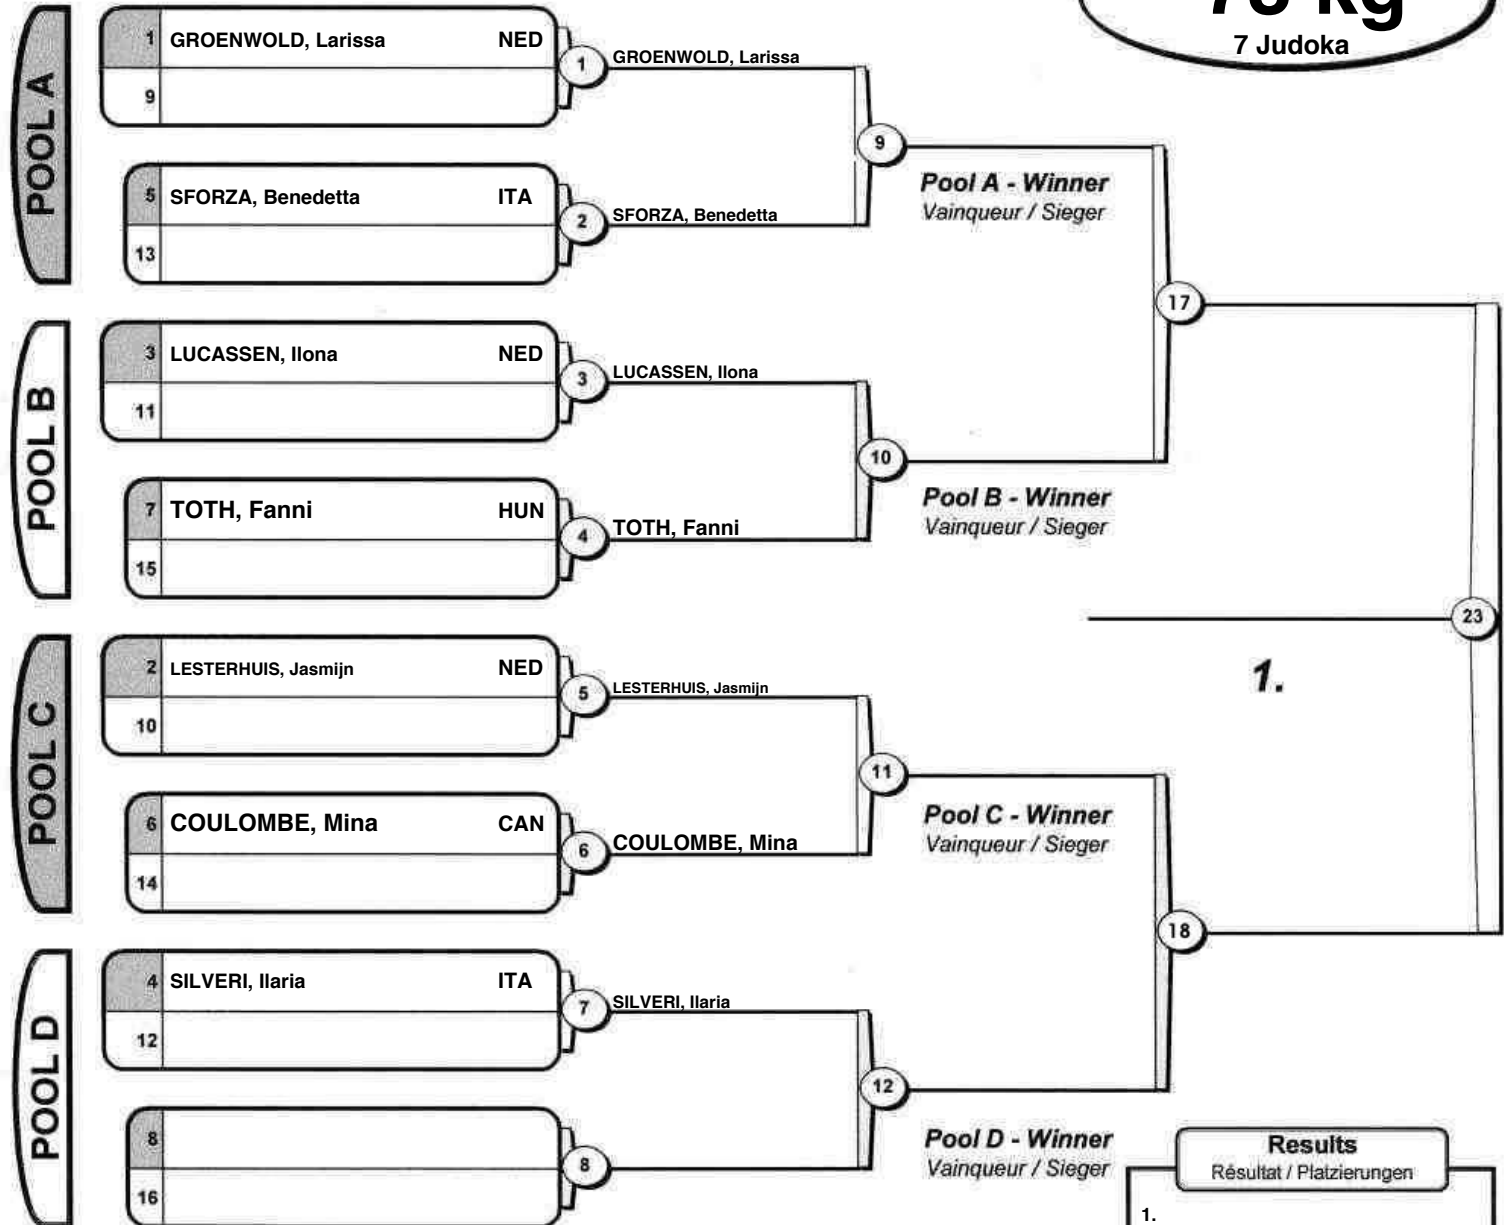 7 Judoka
POOL A
1 GROENWOLD, Larissa NED
9
1 GROENWOLD, Larissa
5 SFORZA, Benedetta ITA
13
2 SFORZA, Benedetta
9
Pool A - Winner
Vainqueur / Sieger
POOL B
3 LUCASSEN, Ilona NED
11
3 LUCASSEN, Ilona
7 TOTH, Fanni HUN
15
4 TOTH, Fanni
10
Pool B - Winner
Vainqueur / Sieger
17
POOL C
2 LESTERHUIS, Jasmijn NED
10
5 LESTERHUIS, Jasmijn
6 COULOMBE, Mina CAN
14
6 COULOMBE, Mina
11
Pool C - Winner
Vainqueur / Sieger
POOL D
4 SILVERI, Ilaria ITA
12
7 SILVERI, Ilaria
8
16
8
12
Pool D - Winner
Vainqueur / Sieger
18
23
1.
Results
Résultat / Platzierungen
1.